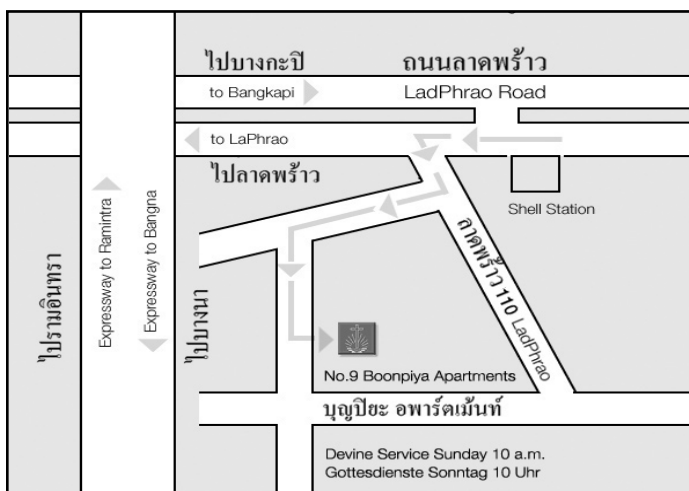 ไปบางกะปิ
ถนนลาดพร้าว
to Bangkapi
LadPhrao Road
to LaPhrao
ไปลาดพร้าว
Shell Station
ไปรามอินทรา
Expressway to Ramintra
Expressway to Bangna
ไปบางนา
ลาดพร้าว 110 LadPhrao
No.9 Boonpiya Apartments
บุญปิยะ อพาร์ตเม้นท์
Devine Service Sunday 10 a.m.
Gottesdienste Sonntag 10 Uhr